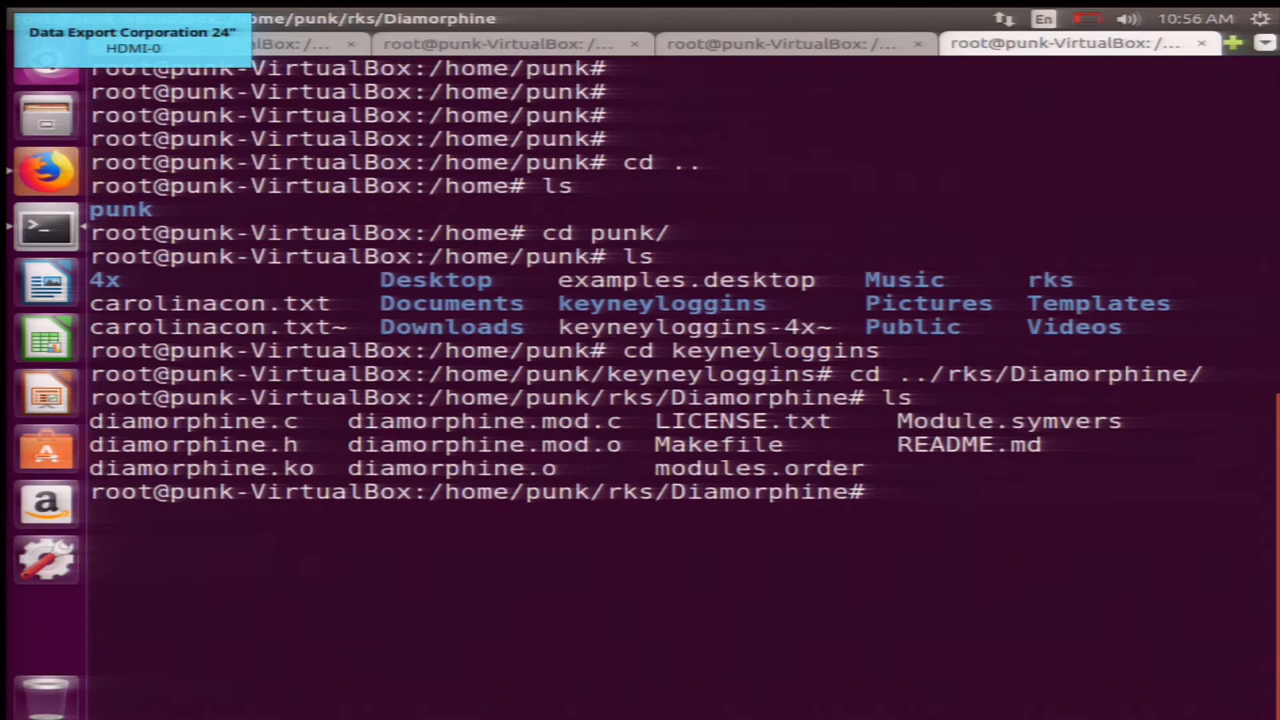 Data Export Corporation 24"
HDMI-0
ome/punk/rks/Diamorphine
En
10:56 AM
Box: /... ×
root@punk-VirtualBox: /... ×
root@punk-VirtualBox: /... ×
root@punk-VirtualBox: /... ×
root@punk-VirtualBox:/home/punk#
root@punk-VirtualBox:/home/punk#
root@punk-VirtualBox:/home/punk#
root@punk-VirtualBox:/home/punk#
root@punk-VirtualBox:/home/punk# cd ..
root@punk-VirtualBox:/home# ls
punk
root@punk-VirtualBox:/home# cd punk/
root@punk-VirtualBox:/home/punk# ls
4x Desktop examples.desktop Music rks
carolinacon.txt Documents keyneyloggins Pictures Templates
carolinacon.txt~ Downloads keyneyloggins-4x~ Public Videos
root@punk-VirtualBox:/home/punk# cd keyneyloggins
root@punk-VirtualBox:/home/punk/keyneyloggins# cd ../rks/Diamorphine/
root@punk-VirtualBox:/home/punk/rks/Diamorphine# ls
diamorphine.c diamorphine.mod.c LICENSE.txt Module.symvers
diamorphine.h diamorphine.mod.o Makefile README.md
diamorphine.ko diamorphine.o modules.order
root@punk-VirtualBox:/home/punk/rks/Diamorphine#